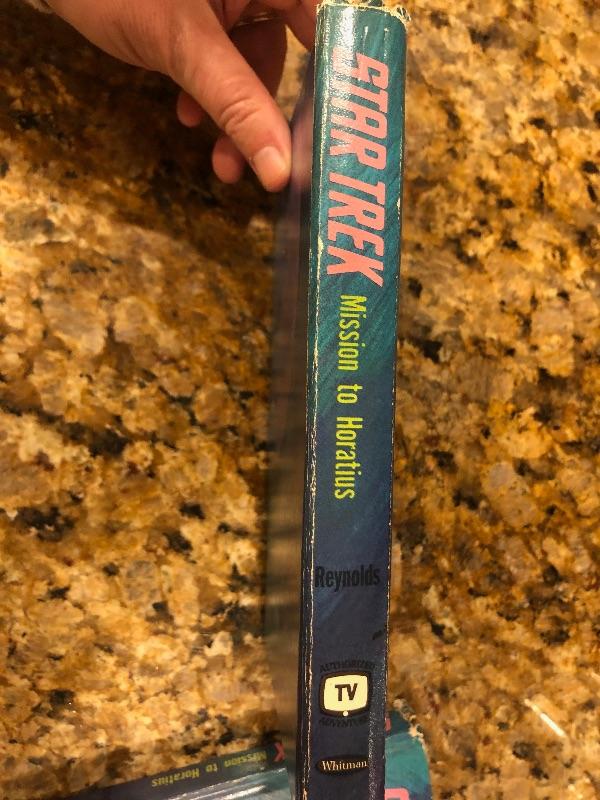 STAR TREK
Mission to Horatius
Reynolds
AUTHORIZED
TV
ADVENTURE
Whitman
K
Mission to Horatius